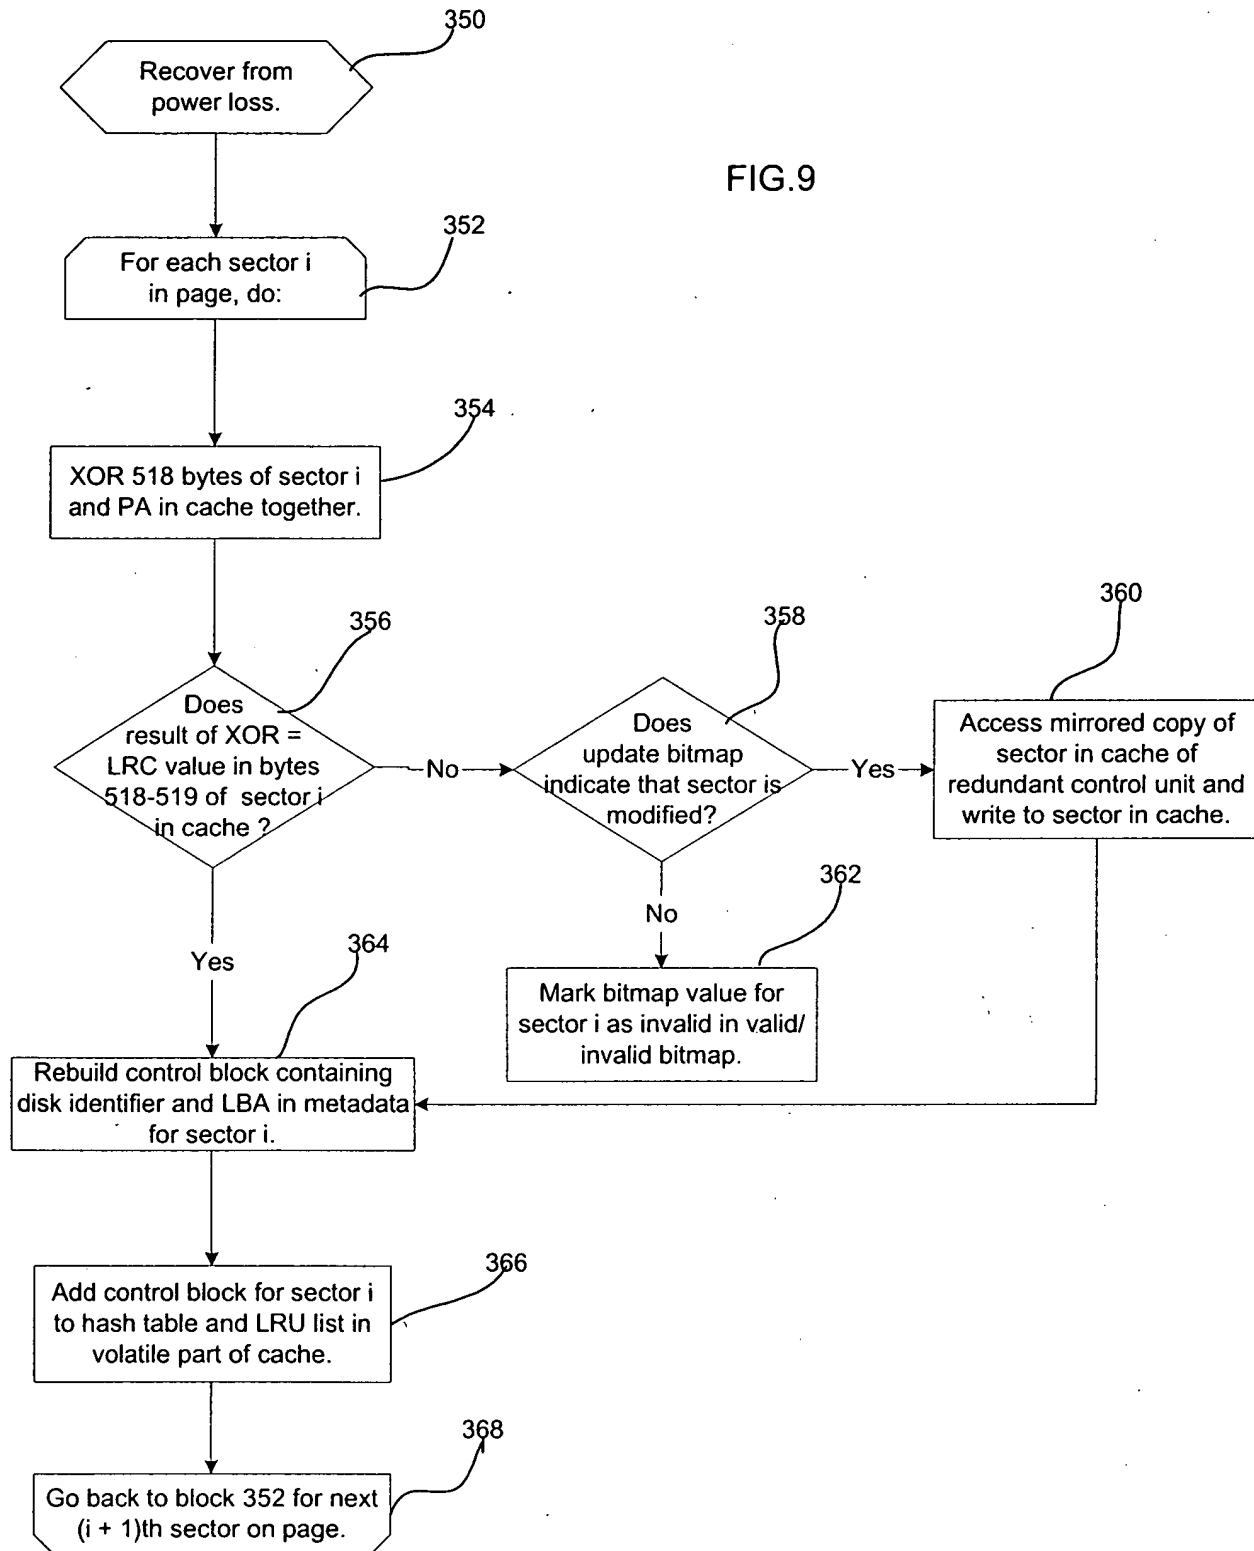 350
Recover from
power loss.
FIG.9
352
For each sector i
in page, do:
354
XOR 518 bytes of sector i
and PA in cache together.
356
Does
result of XOR =
LRC value in bytes
518-519 of sector i
in cache ?
No
358
Does
update bitmap
indicate that sector is
modified?
Yes
360
Access mirrored copy of
sector in cache of
redundant control unit and
write to sector in cache.
No
362
Mark bitmap value for
sector i as invalid in valid/
invalid bitmap.
Yes
364
Rebuild control block containing
disk identifier and LBA in metadata
for sector i.
366
Add control block for sector i
to hash table and LRU list in
volatile part of cache.
368
Go back to block 352 for next
(i + 1)th sector on page.